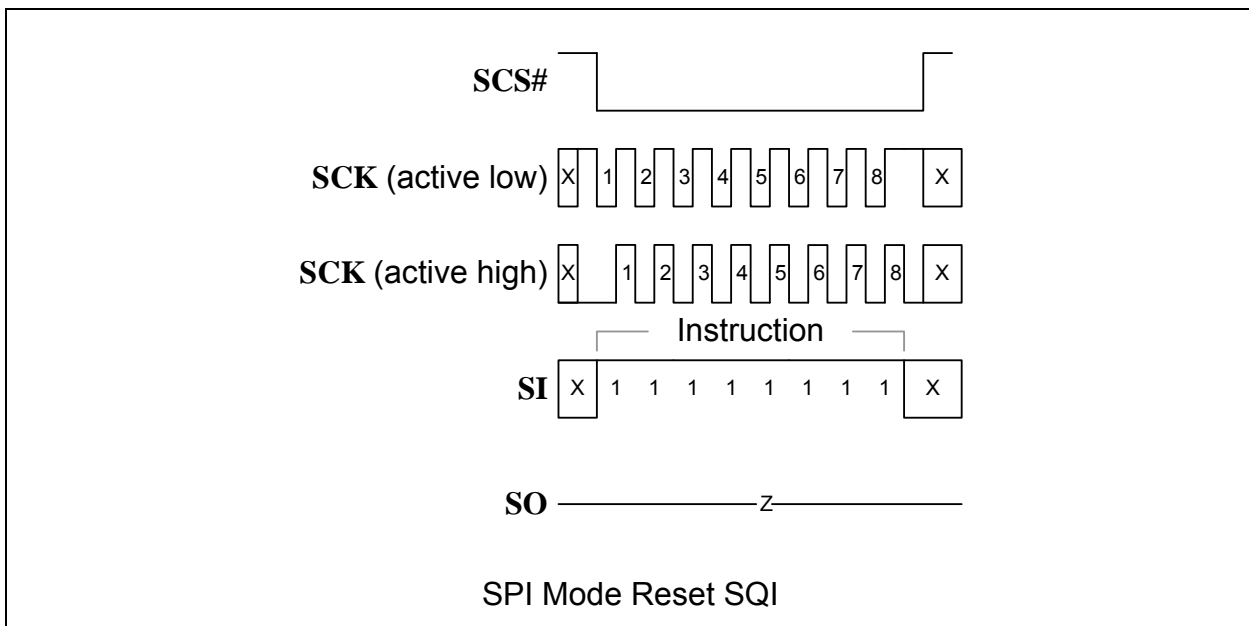 SCS#
SCK (active low) X 1 2 3 4 5 6 7 8 X
SCK (active high) X 1 2 3 4 5 6 7 8 X
Instruction
SI X 1 1 1 1 1 1 1 1 X
SO Z
SPI Mode Reset SQI